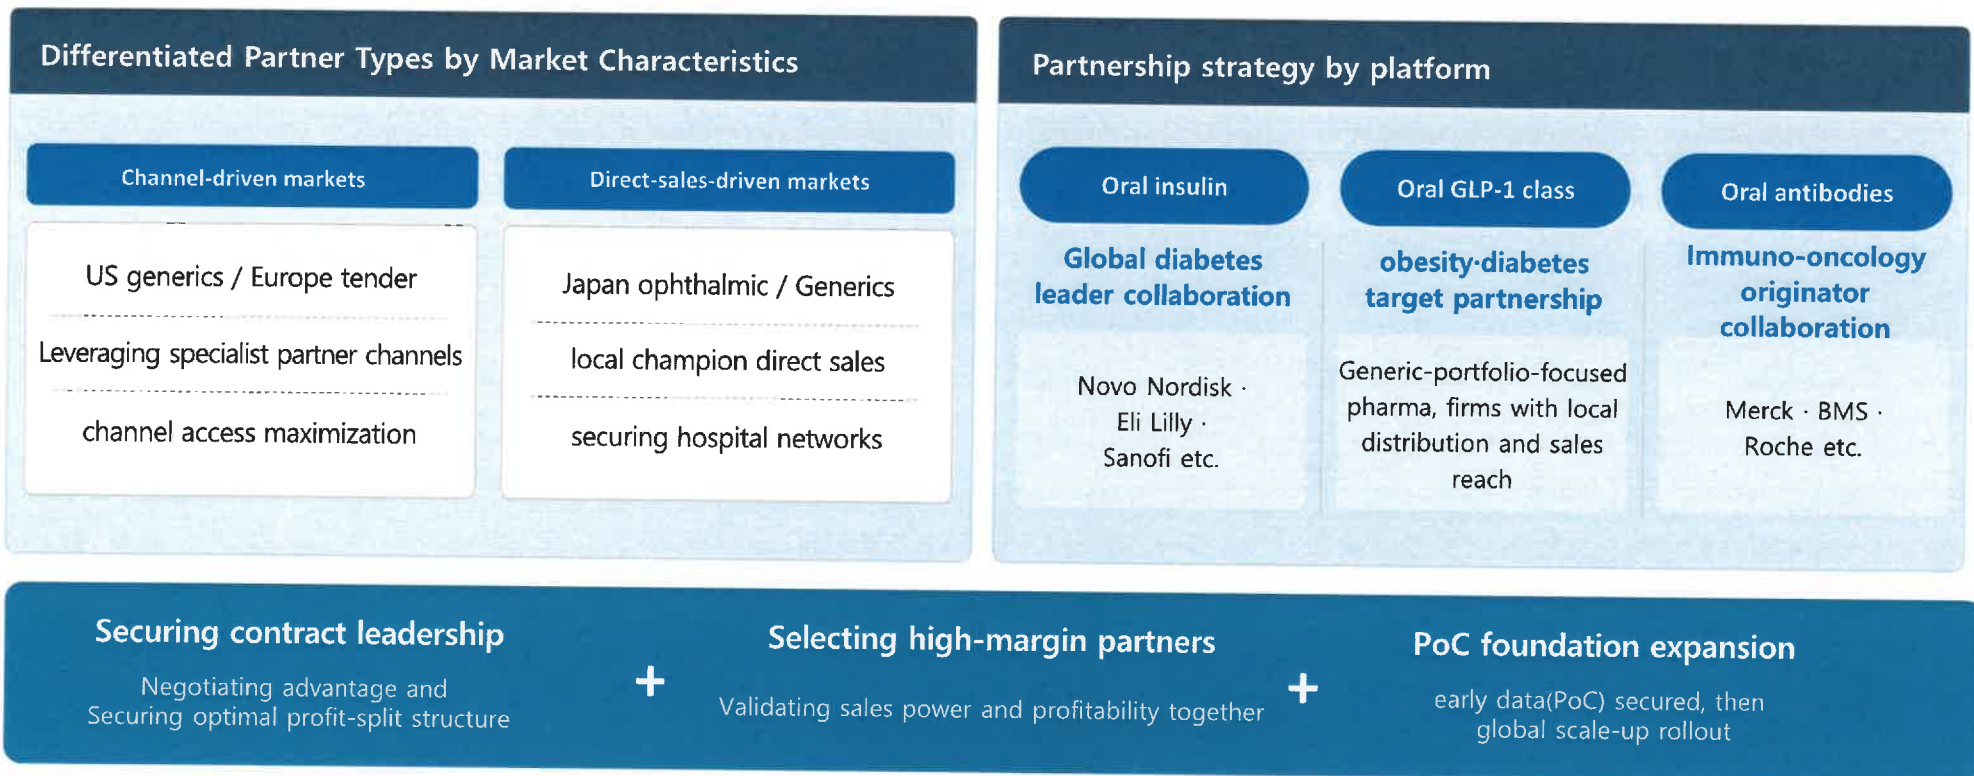 Differentiated Partner Types by Market Characteristics
Channel-driven markets
US generics / Europe tender
Leveraging specialist partner channels
channel access maximization
Direct-sales-driven markets
Japan ophthalmic / Generics
local champion direct sales
securing hospital networks
Partnership strategy by platform
Oral insulin
Global diabetes
leader collaboration
Novo Nordisk ·
Eli Lilly ·
Sanofi etc.
Oral GLP-1 class
obesity·diabetes
target partnership
Generic-portfolio-focused
pharma, firms with local
distribution and sales
reach
Oral antibodies
Immuno-oncology
originator
collaboration
Merck · BMS ·
Roche etc.
Securing contract leadership
Negotiating advantage and
Securing optimal profit-split structure
+
Selecting high-margin partners
Validating sales power and profitability together
+
PoC foundation expansion
early data(PoC) secured, then
global scale-up rollout